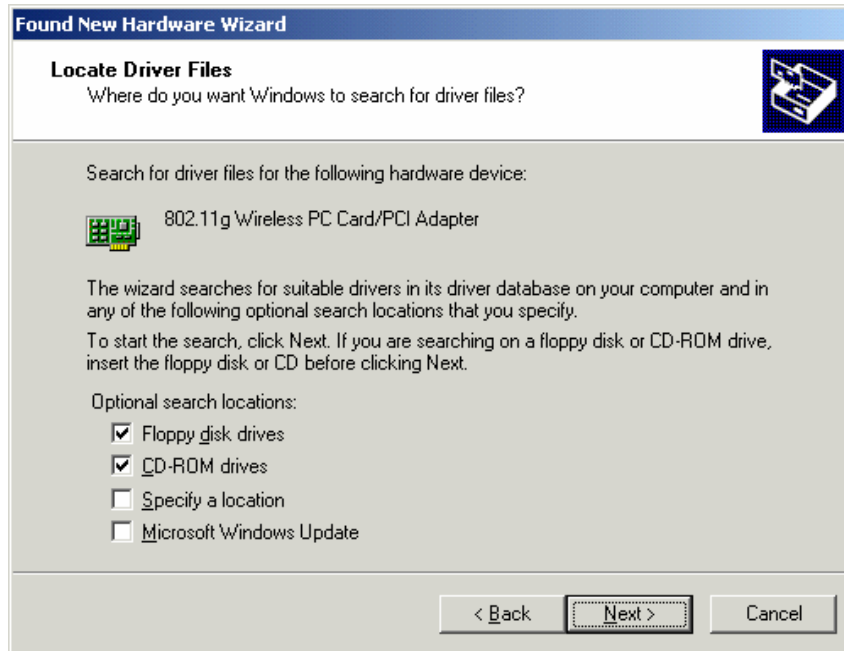 Found New Hardware Wizard
Locate Driver Files
Where do you want Windows to search for driver files?
Search for driver files for the following hardware device:
802.11g Wireless PC Card/PCI Adapter
The wizard searches for suitable drivers in its driver database on your computer and in
any of the following optional search locations that you specify.
To start the search, click Next. If you are searching on a floppy disk or CD-ROM drive,
insert the floppy disk or CD before clicking Next.
Optional search locations:
Floppy disk drives
CD-ROM drives
Specify a location
Microsoft Windows Update
< Back Next > Cancel